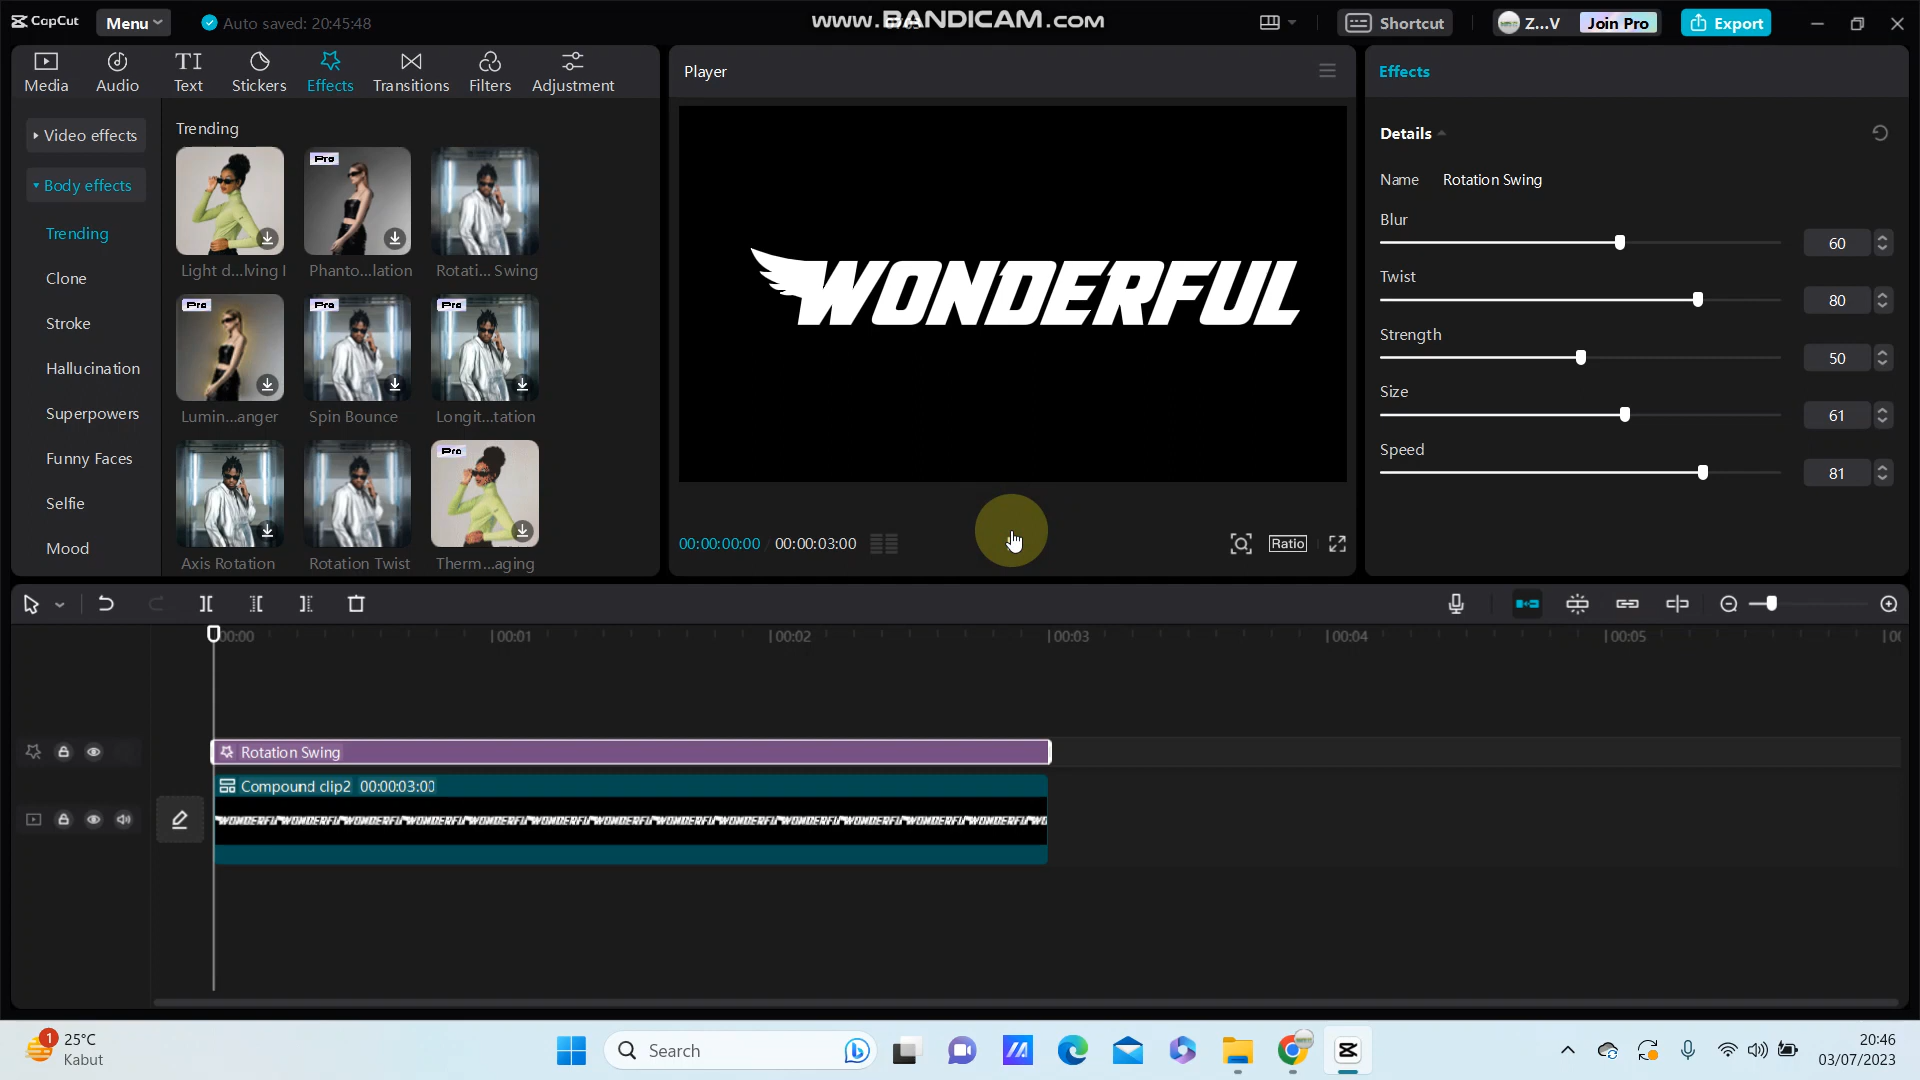 CapCut
Menu
Auto saved: 20:45:48
www.BANDICAM.com
Shortcut
Z...V
Join Pro
Export
Media
Audio
Text
Stickers
Effects
Transitions
Filters
Adjustment
Player
Effects
Video effects
Body effects
Trending
Clone
Stroke
Hallucination
Superpowers
Funny Faces
Selfie
Mood
Trending
Pro
Light d...lving I
Phanto...lation
Rotati... Swing
Pro
Pro
Pro
Lumin...anger
Spin Bounce
Longit...tation
Pro
Axis Rotation
Rotation Twist
Therm...aging
WONDERFUL
00:00:00:00
00:00:03:00
Ratio
Details
Name Rotation Swing
Blur
60
Twist
80
Strength
50
Size
61
Speed
81
00:00
00:01
00:02
00:03
00:04
00:05
Rotation Swing
Compound clip2 00:00:03:00
1
25°C
Kabut
Search
20:46
03/07/2023